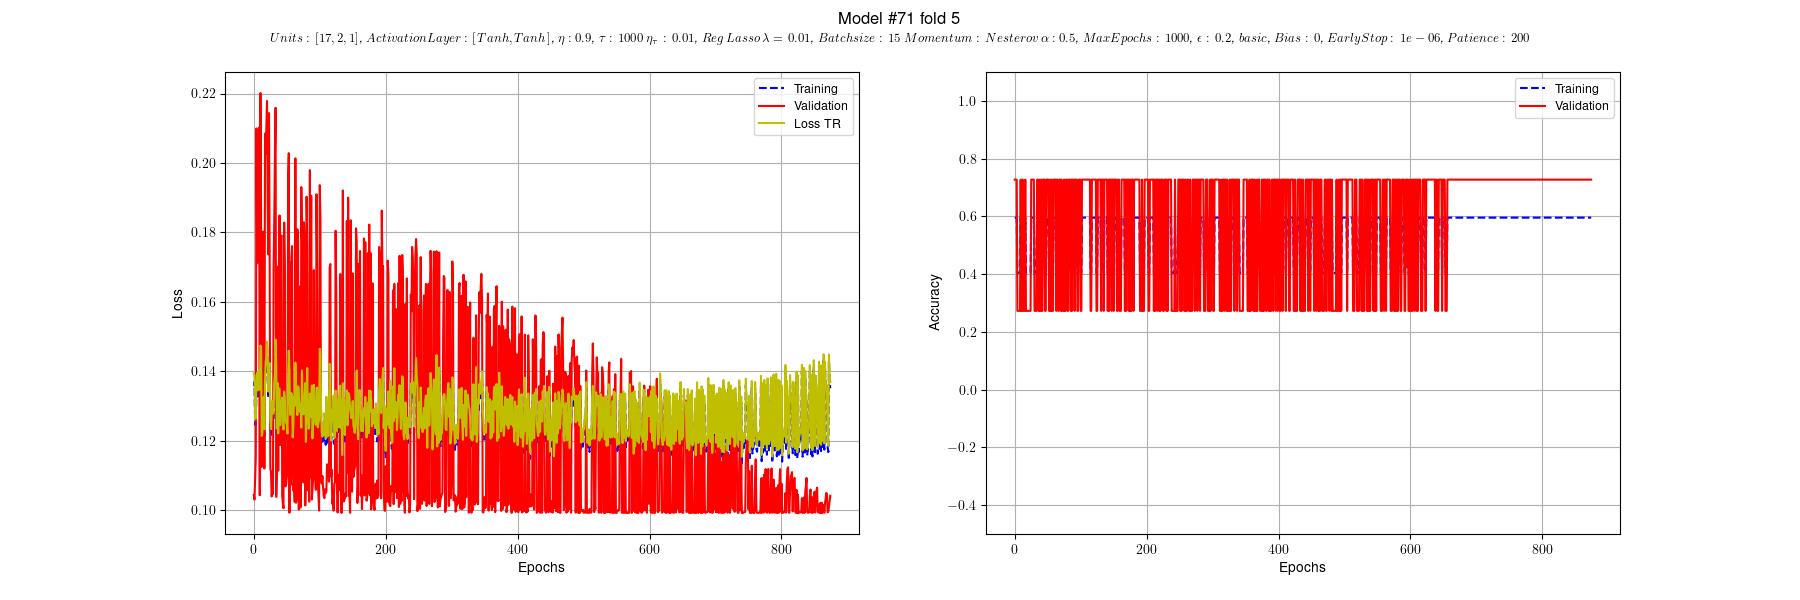 Model #71 fold 5
Units : [17, 2, 1], ActivationLayer : [Tanh, Tanh], η : 0.9, τ : 1000 ητ : 0.01, Reg Lasso λ = 0.01, Batchsize : 15 Momentum : Nesterov α : 0.5, MaxEpochs : 1000, ϵ : 0.2, basic, Bias : 0, EarlyStop : 1e − 06, Patience : 200
Loss
0.22
0.20
0.18
0.16
0.14
0.12
0.10
0 200 400 600 800
Epochs
Training
Validation
Loss TR
Accuracy
1.0
0.8
0.6
0.4
0.2
0.0
−0.2
−0.4
0 200 400 600 800
Epochs
Training
Validation